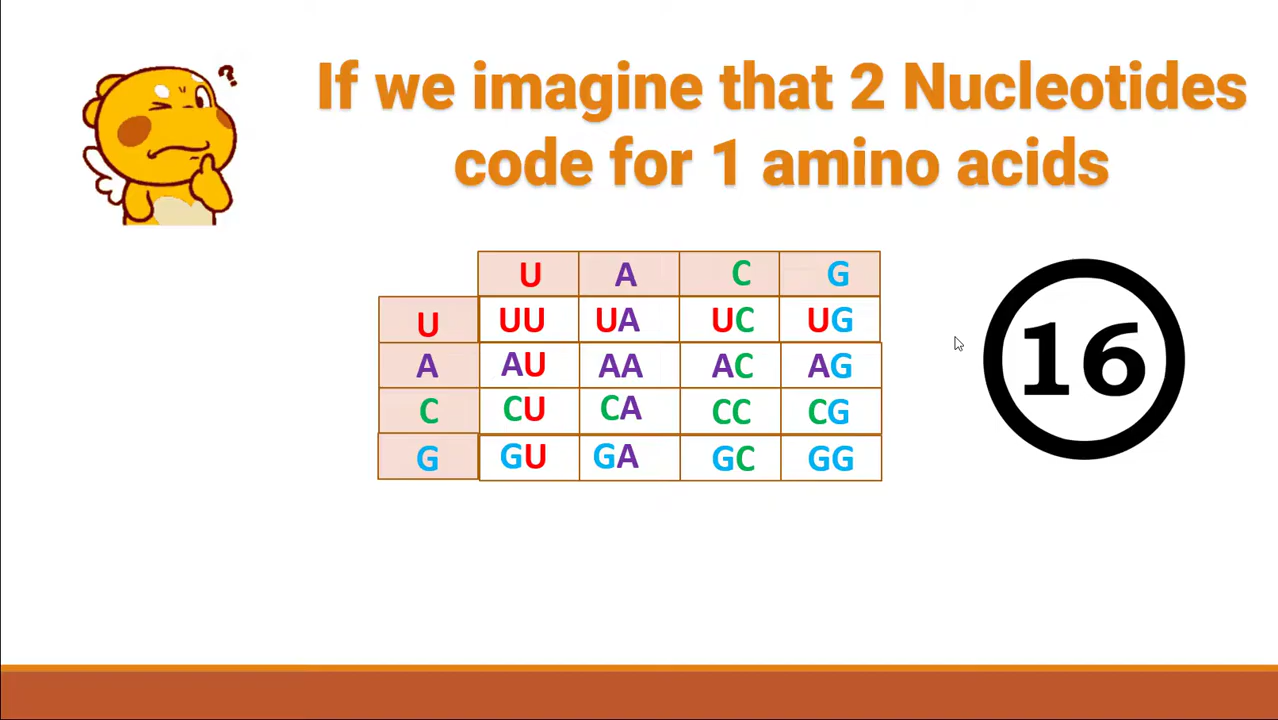 ?
If we imagine that 2 Nucleotides
code for 1 amino acids
U A C G
U UU UA UC UG
A AU AA AC AG
C CU CA CC CG
G GU GA GC GG
16